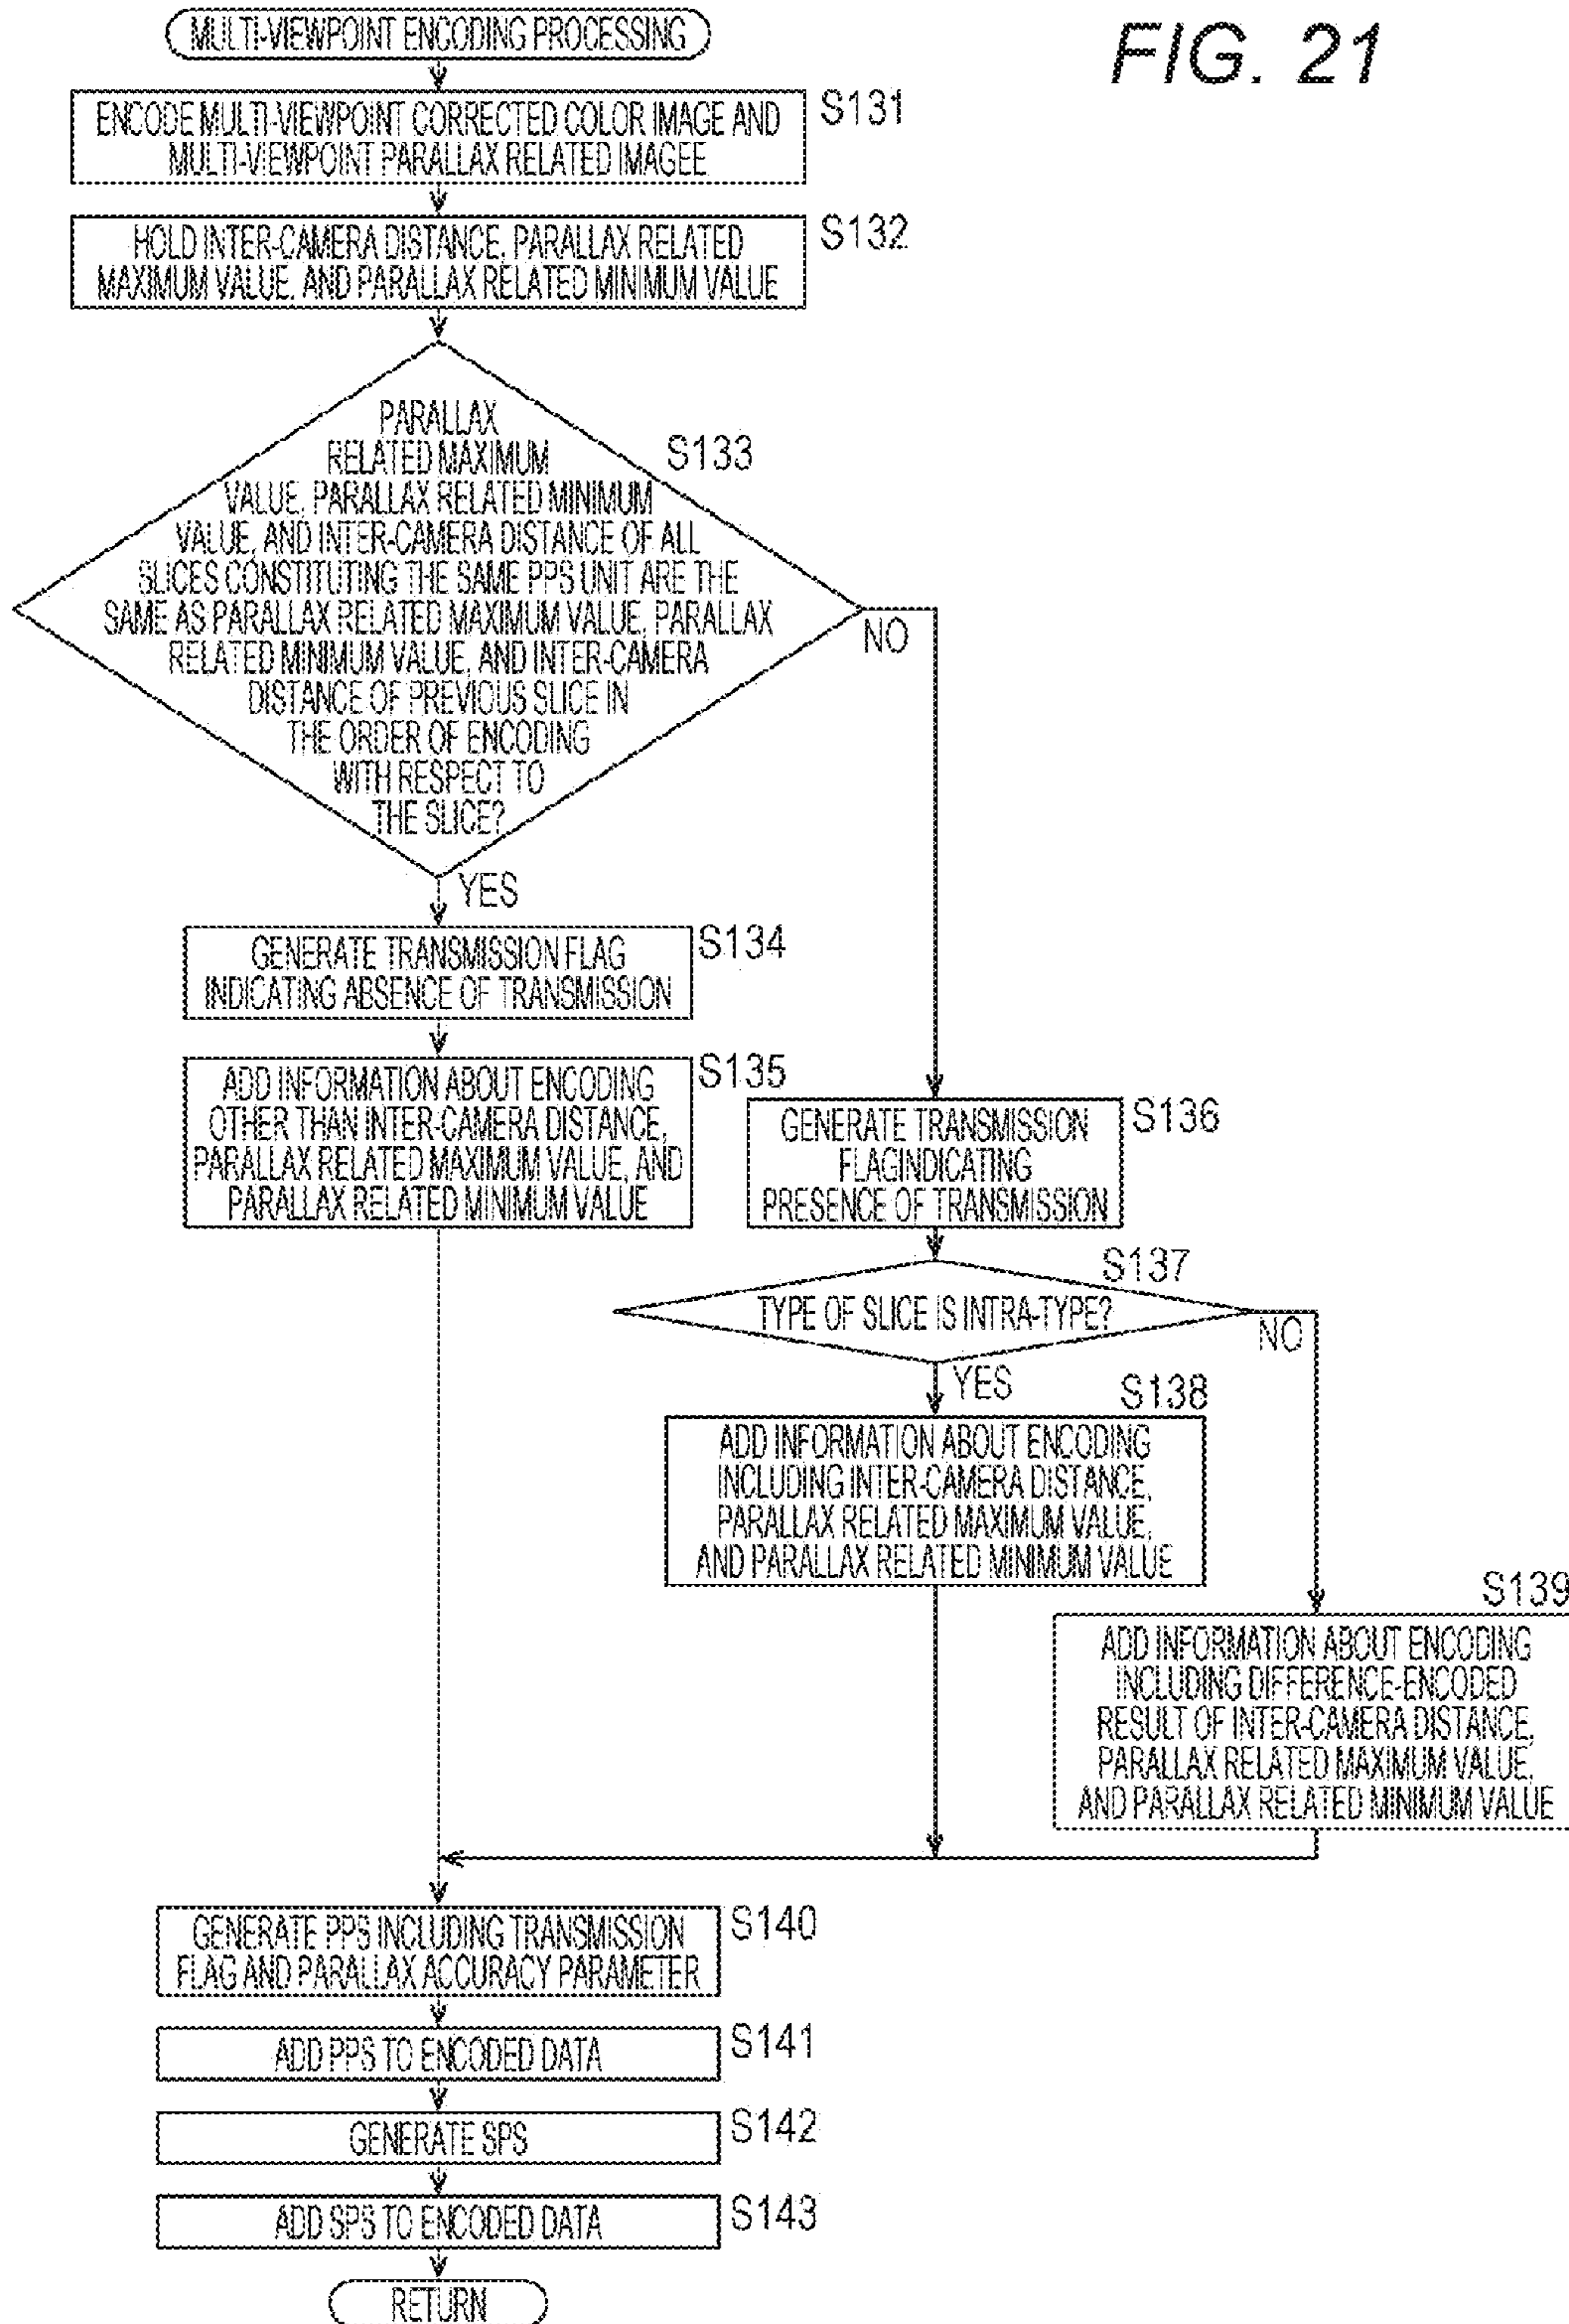 FIG. 21
MULTI-VIEWPOINT ENCODING PROCESSING
S131
ENCODE MULTI-VIEWPOINT CORRECTED COLOR IMAGE AND
MULTI-VIEWPOINT PARALLAX RELATED IMAGEE
S132
HOLD INTER-CAMERA DISTANCE, PARALLAX RELATED
MAXIMUM VALUE, AND PARALLAX RELATED MINIMUM VALUE
S133
PARALLAX
RELATED MAXIMUM
VALUE, PARALLAX RELATED MINIMUM
VALUE, AND INTER-CAMERA DISTANCE OF ALL
SLICES CONSTITUTING THE SAME PPS UNIT ARE THE
SAME AS PARALLAX RELATED MAXIMUM VALUE, PARALLAX
RELATED MINIMUM VALUE, AND INTER-CAMERA
DISTANCE OF PREVIOUS SLICE IN
THE ORDER OF ENCODING
WITH RESPECT TO
THE SLICE?
NO
YES
S134
GENERATE TRANSMISSION FLAG
INDICATING ABSENCE OF TRANSMISSION
S135
ADD INFORMATION ABOUT ENCODING
OTHER THAN INTER-CAMERA DISTANCE,
PARALLAX RELATED MAXIMUM VALUE, AND
PARALLAX RELATED MINIMUM VALUE
S136
GENERATE TRANSMISSION
FLAGINDICATING
PRESENCE OF TRANSMISSION
S137
TYPE OF SLICE IS INTRA-TYPE?
NO
YES
S138
ADD INFORMATION ABOUT ENCODING
INCLUDING INTER-CAMERA DISTANCE,
PARALLAX RELATED MAXIMUM VALUE,
AND PARALLAX RELATED MINIMUM VALUE
S139
ADD INFORMATION ABOUT ENCODING
INCLUDING DIFFERENCE-ENCODED
RESULT OF INTER-CAMERA DISTANCE,
PARALLAX RELATED MAXIMUM VALUE,
AND PARALLAX RELATED MINIMUM VALUE
S140
GENERATE PPS INCLUDING TRANSMISSION
FLAG AND PARALLAX ACCURACY PARAMETER
S141
ADD PPS TO ENCODED DATA
S142
GENERATE SPS
S143
ADD SPS TO ENCODED DATA
RETURN